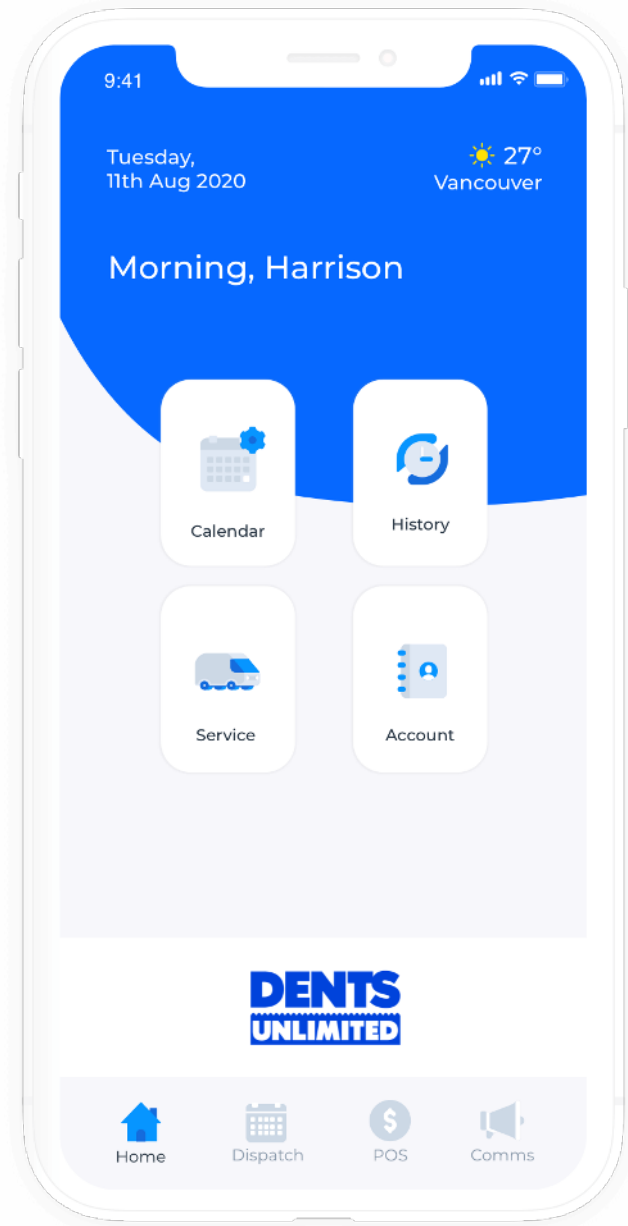 9:41
Tuesday,
11th Aug 2020
27°
Vancouver
Morning, Harrison
Calendar
History
Service
Account
DENTS
UNLIMITED
$
Home
Dispatch
POS
Comms